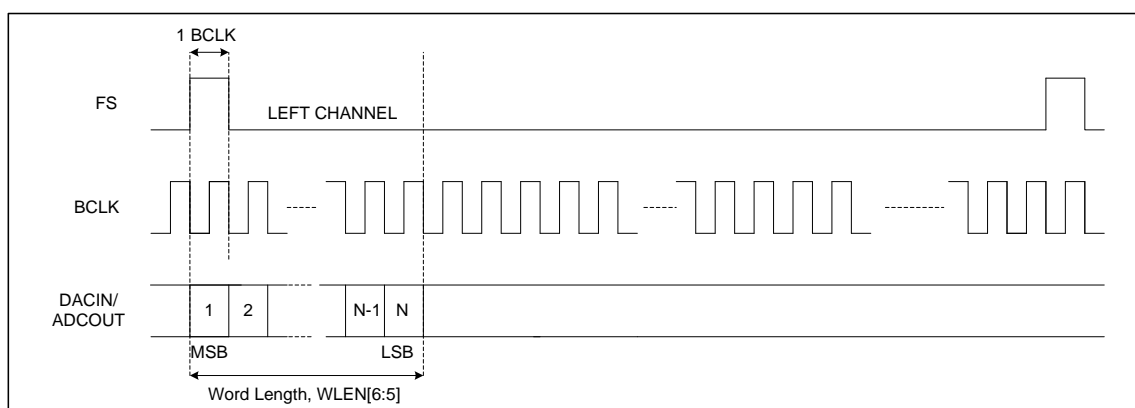 1 BCLK
FS
LEFT CHANNEL
BCLK
DACIN/
ADCOUT
1 2 N-1 N
MSB LSB
Word Length, WLEN[6:5]